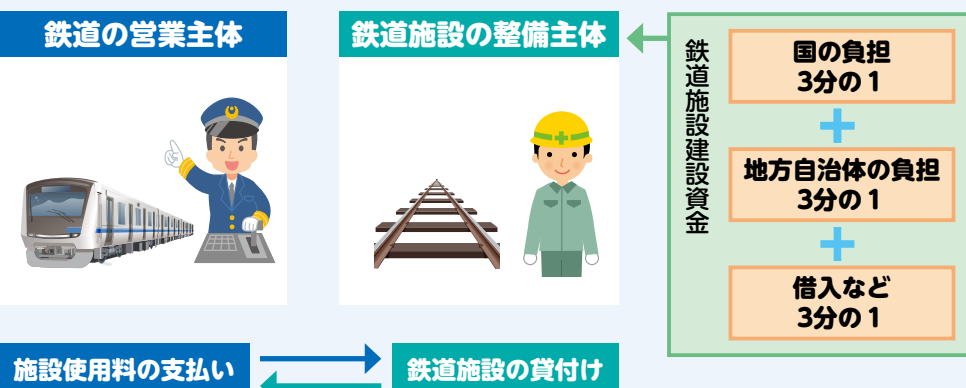 鉄道の営業主体
鉄道施設の整備主体
鉄道施設建設資金
国の負担
3分の1
+
地方自治体の負担
3分の1
+
借入など
3分の1
施設使用料の支払い
鉄道施設の貸付け